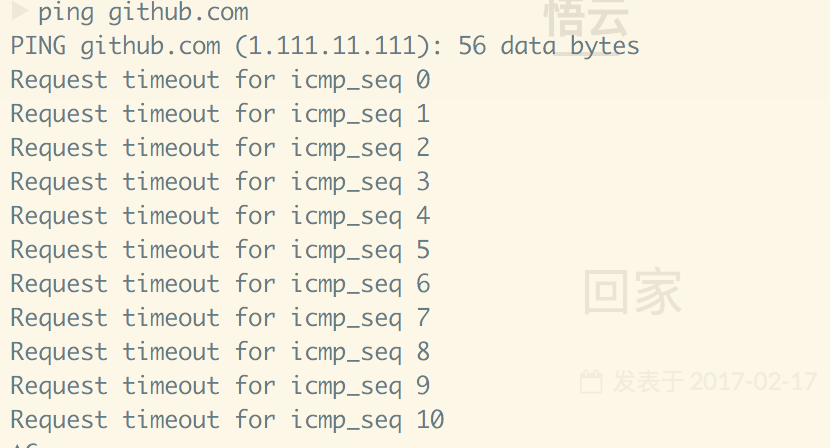 ▶ ping github.com
悟云
PING github.com (1.111.11.111): 56 data bytes
Request timeout for icmp_seq 0
Request timeout for icmp_seq 1
Request timeout for icmp_seq 2
Request timeout for icmp_seq 3
Request timeout for icmp_seq 4
Request timeout for icmp_seq 5
Request timeout for icmp_seq 6
回家
Request timeout for icmp_seq 7
Request timeout for icmp_seq 8
Request timeout for icmp_seq 9
发表于 2017-02-17
Request timeout for icmp_seq 10